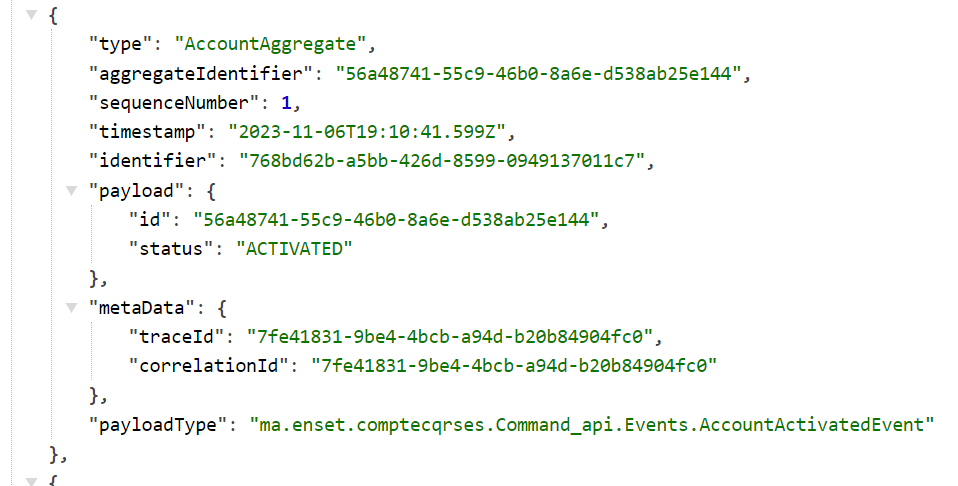 {
"type": "AccountAggregate",
"aggregateIdentifier": "56a48741-55c9-46b0-8a6e-d538ab25e144",
"sequenceNumber": 1,
"timestamp": "2023-11-06T19:10:41.599Z",
"identifier": "768bd62b-a5bb-426d-8599-0949137011c7",
"payload": {
"id": "56a48741-55c9-46b0-8a6e-d538ab25e144",
"status": "ACTIVATED"
},
"metaData": {
"traceId": "7fe41831-9be4-4bcb-a94d-b20b84904fc0",
"correlationId": "7fe41831-9be4-4bcb-a94d-b20b84904fc0"
},
"payloadType": "ma.enset.comptecqrses.Command_api.Events.AccountActivatedEvent"
},
{